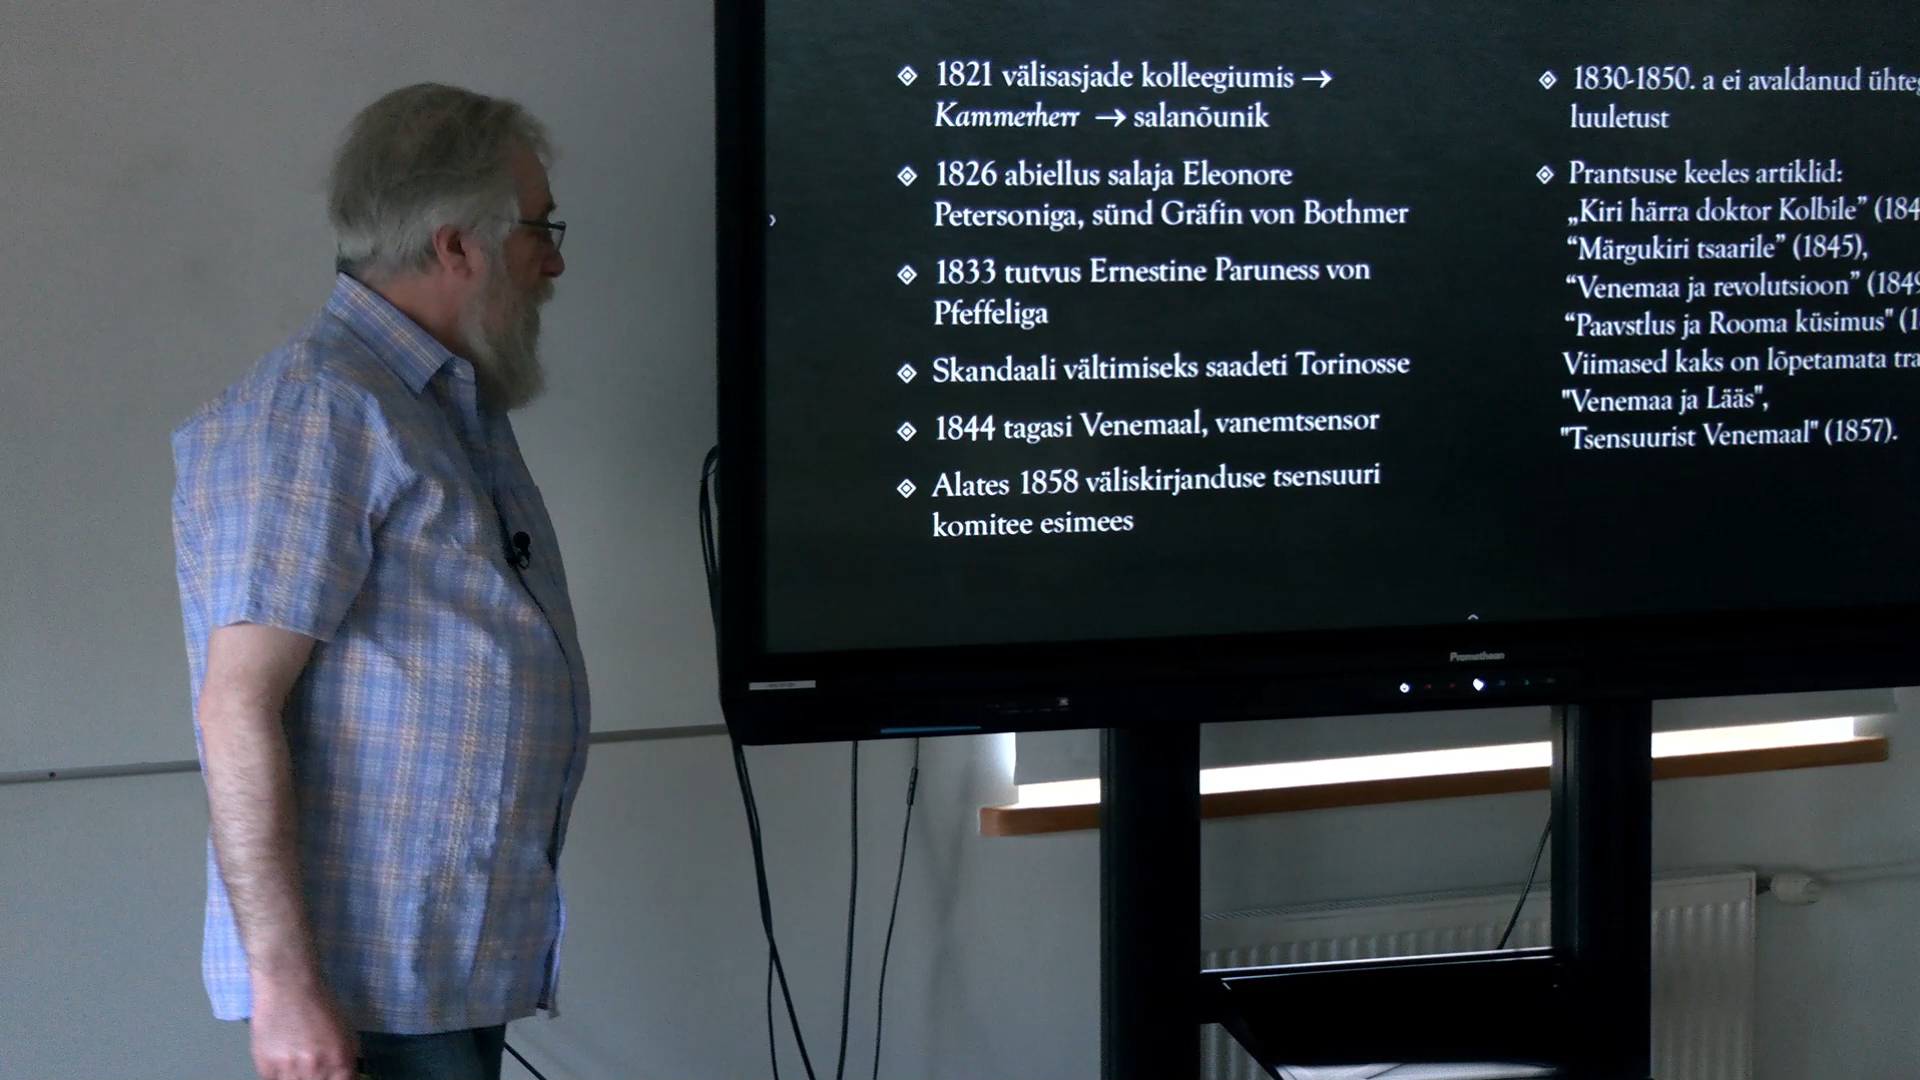 1821 välisasjade kolleegiumis →
Kammerherr → salanõunik
1826 abiellus salaja Eleonore
Petersoniga, sünd Gräfin von Bothmer
1833 tutvus Ernestine Paruness von
Pfeffeliga
Skandaali vältimiseks saadeti Torinosse
1844 tagasi Venemaal, vanemtsensor
Alates 1858 väliskirjanduse tsensuuri
komitee esimees
1830-1850. a ei avaldanud
luuletust
Prantsuse keeles artiklid:
„Kiri härra doktor Kolbile”
“Märgukiri tsaarile” (1845),
“Venemaa ja revolutsioon”
“Paavstlus ja Rooma küsimus"
Viimased kaks on lõpetamata
"Venemaa ja Lääs",
"Tsensuurist Venemaal" (1857).
Promethean